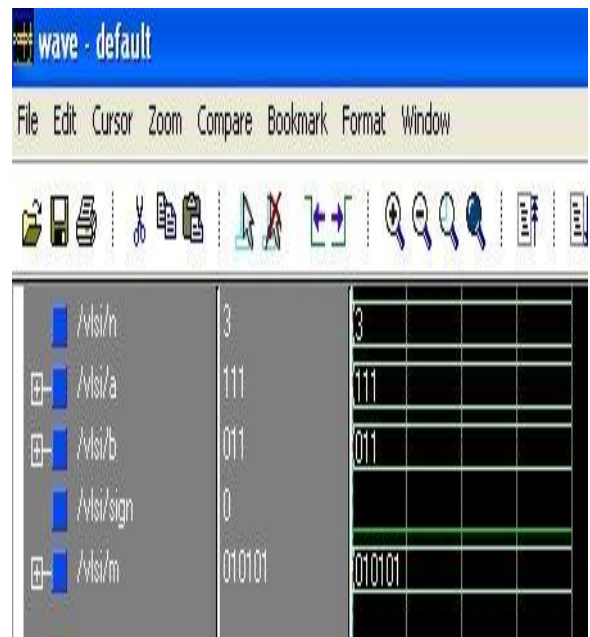 wave - default
File Edit Cursor Zoom Compare Bookmark Format Window
/vlsi/n 3 3
/vlsi/a 111 111
/vlsi/b 011 011
/vlsi/sign 0
/vlsi/m 010101 010101